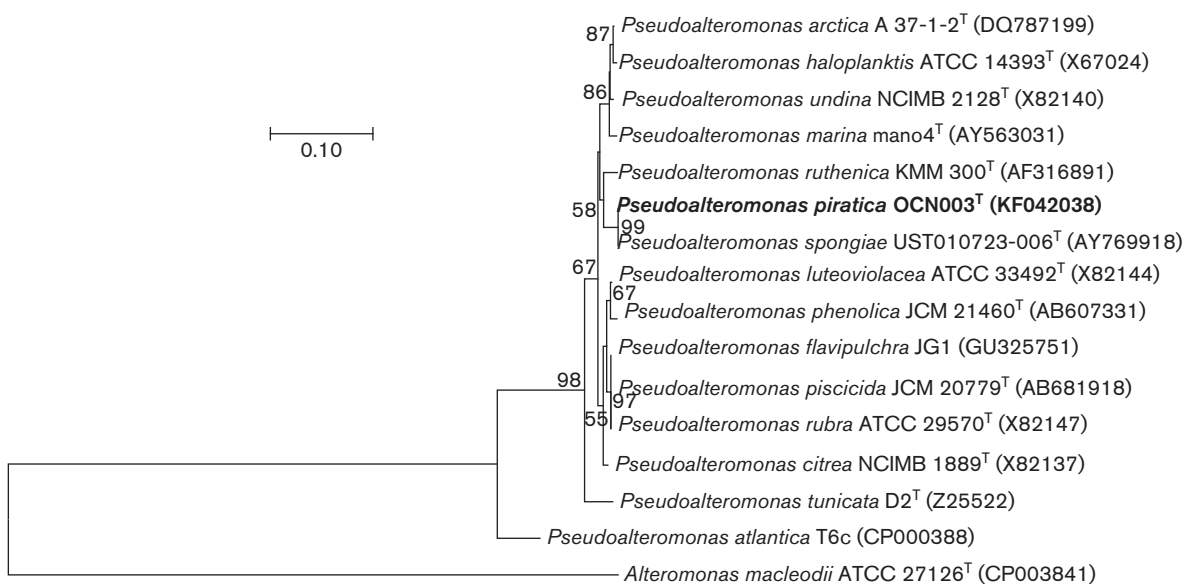 87
Pseudoalteromonas arctica A 37-1-2ᵀ (DQ787199)
Pseudoalteromonas haloplanktis ATCC 14393ᵀ (X67024)
86
Pseudoalteromonas undina NCIMB 2128ᵀ (X82140)
Pseudoalteromonas marina mano4ᵀ (AY563031)
0.10
Pseudoalteromonas ruthenica KMM 300ᵀ (AF316891)
58
Pseudoalteromonas piratica OCN003ᵀ (KF042038)
99
Pseudoalteromonas spongiae UST010723-006ᵀ (AY769918)
67
Pseudoalteromonas luteoviolacea ATCC 33492ᵀ (X82144)
67
Pseudoalteromonas phenolica JCM 21460ᵀ (AB607331)
Pseudoalteromonas flavipulchra JG1 (GU325751)
98
Pseudoalteromonas piscicida JCM 20779ᵀ (AB681918)
97
55
Pseudoalteromonas rubra ATCC 29570ᵀ (X82147)
Pseudoalteromonas citrea NCIMB 1889ᵀ (X82137)
Pseudoalteromonas tunicata D2ᵀ (Z25522)
Pseudoalteromonas atlantica T6c (CP000388)
Alteromonas macleodii ATCC 27126ᵀ (CP003841)